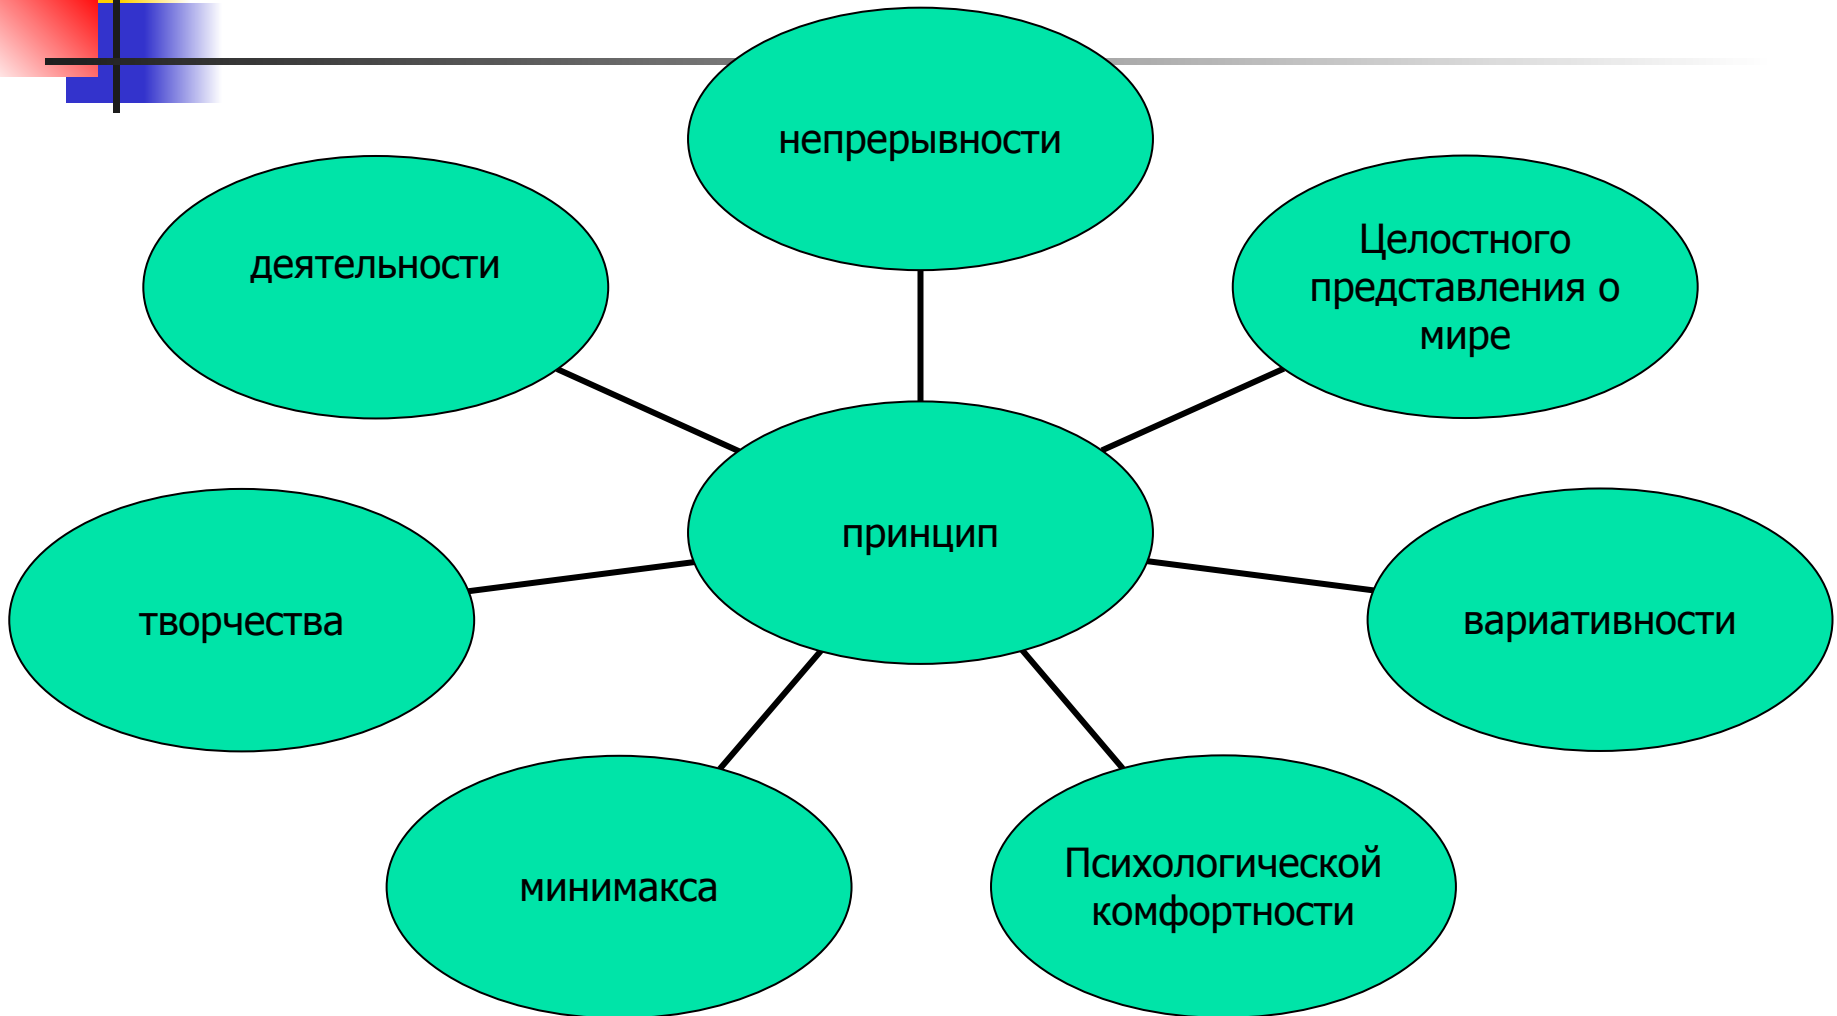 непрерывности
деятельности
Целостного
представления о
мире
принцип
творчества
вариативности
минимакса
Психологической
комфортности